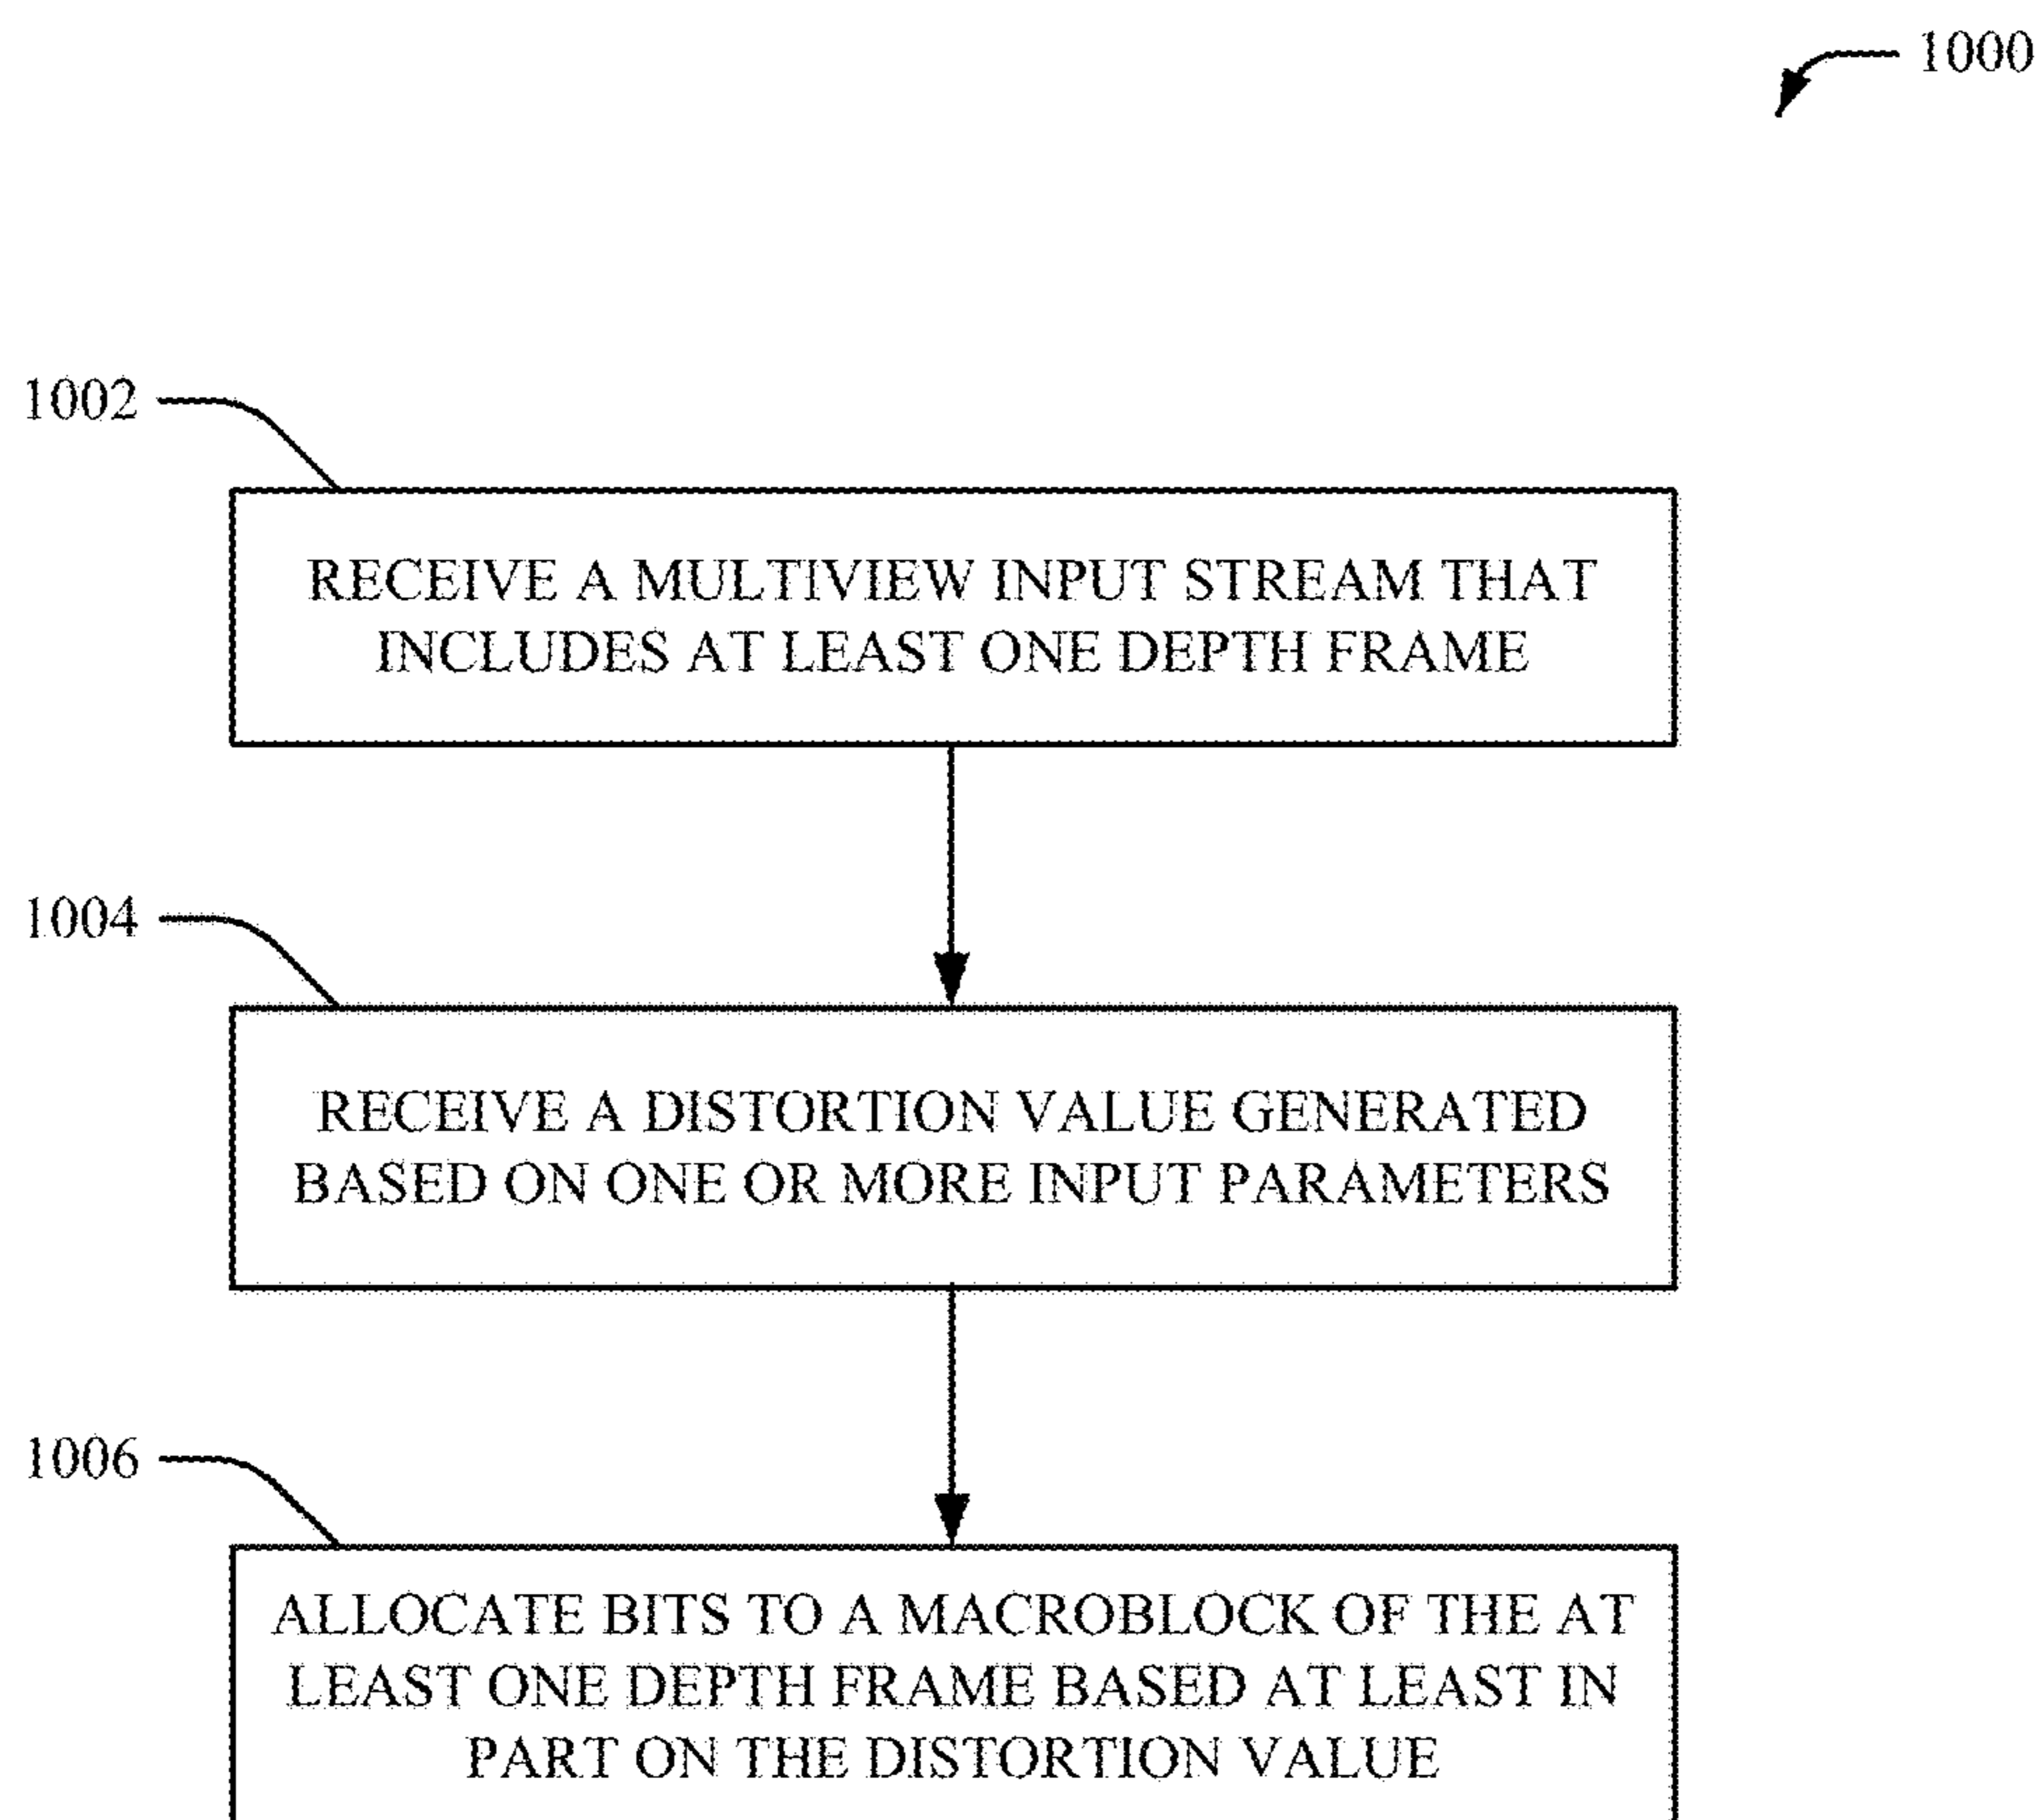 1000
1002
RECEIVE A MULTIVIEW INPUT STREAM THAT
INCLUDES AT LEAST ONE DEPTH FRAME
1004
RECEIVE A DISTORTION VALUE GENERATED
BASED ON ONE OR MORE INPUT PARAMETERS
1006
ALLOCATE BITS TO A MACROBLOCK OF THE AT
LEAST ONE DEPTH FRAME BASED AT LEAST IN
PART ON THE DISTORTION VALUE